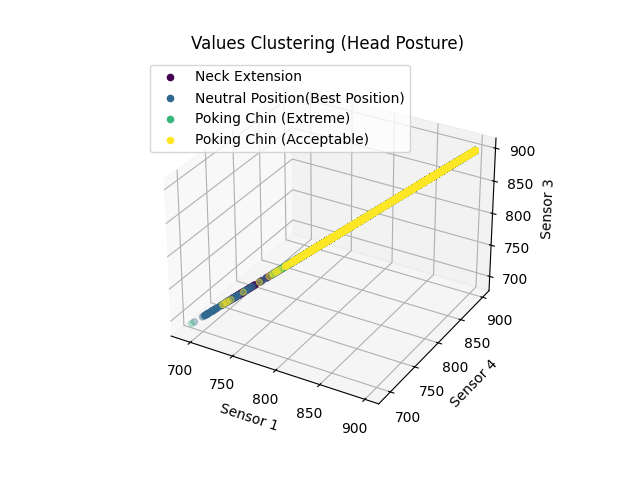 Values Clustering (Head Posture)
Neck Extension
Neutral Position(Best Position)
Poking Chin (Extreme)
Poking Chin (Acceptable)
900
850
800
750
700
Sensor 3
900
850
800
750
700
Sensor 4
700
750
800
850
900
Sensor 1